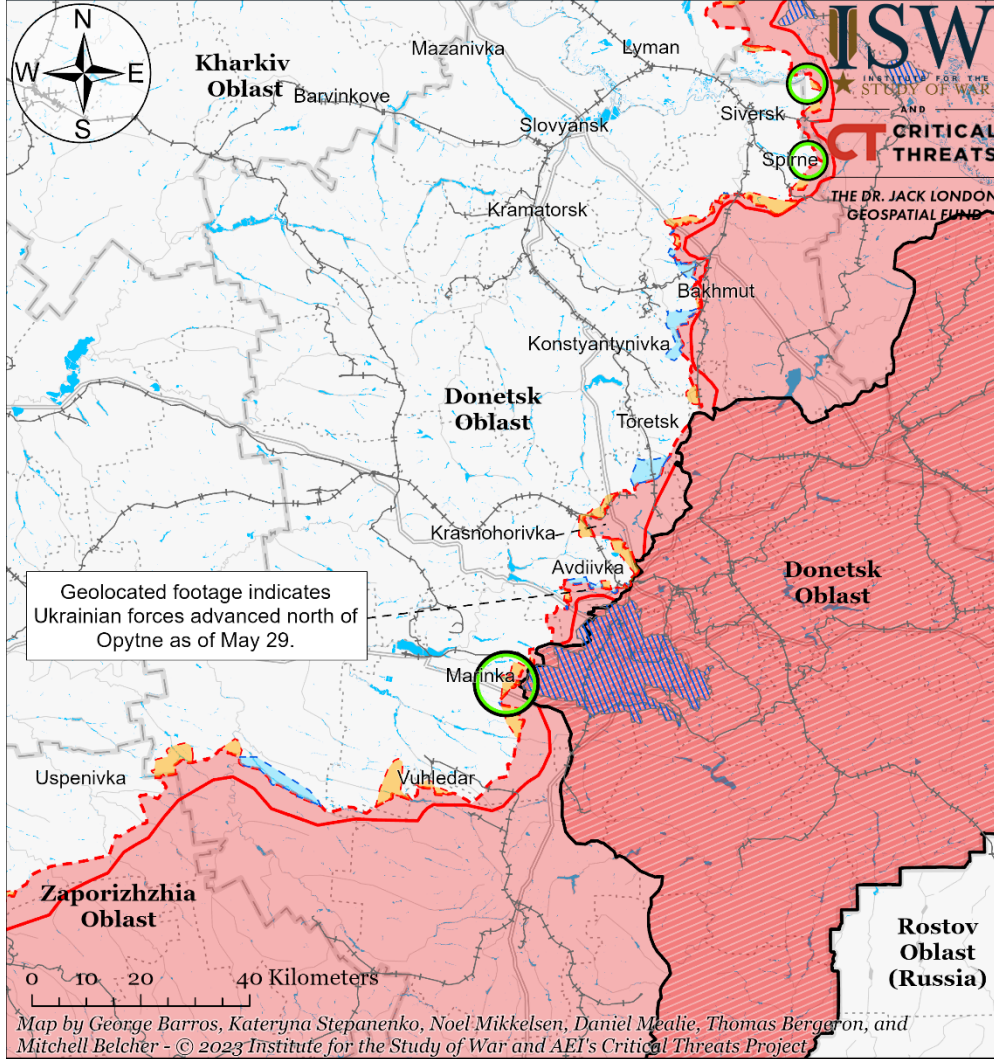 N
W
E
S
ISW
INSTITUTE FOR THE
STUDY OF WAR
AND
CT CRITICAL
THREATS
THE DR. JACK LONDON
GEOSPATIAL FUND
Kharkiv
Oblast
Mazanivka
Lyman
Barvinkove
Slovyansk
Siversk
Spirne
Kramatorsk
Bakhmut
Konstyantynivka
Donetsk
Oblast
Toretsk
Krasnohorivka
Avdiivka
Donetsk
Oblast
Geolocated footage indicates
Ukrainian forces advanced north of
Opytne as of May 29.
Marinka
Uspenivka
Vuhledar
Zaporizhzhia
Oblast
Rostov
Oblast
(Russia)
0 10 20 40 Kilometers
Map by George Barros, Kateryna Stepanenko, Noel Mikkelsen, Daniel Mealie, Thomas Bergeron, and
Mitchell Belcher - © 2023 Institute for the Study of War and AEI's Critical Threats Project